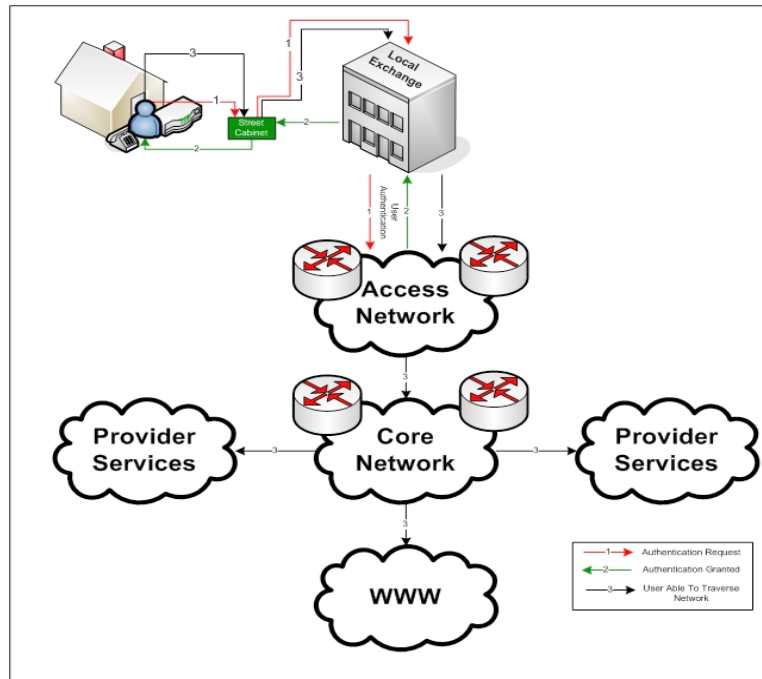 3
1
3
1
Local
Exchange
Street
Cabinet
2
2
1
User
Authentication
2
3
Access
Network
3
Provider
Services
3
Core
Network
3
Provider
Services
3
WWW
1 Authentication Request
2 Authentication Granted
3 User Able To Traverse
Network